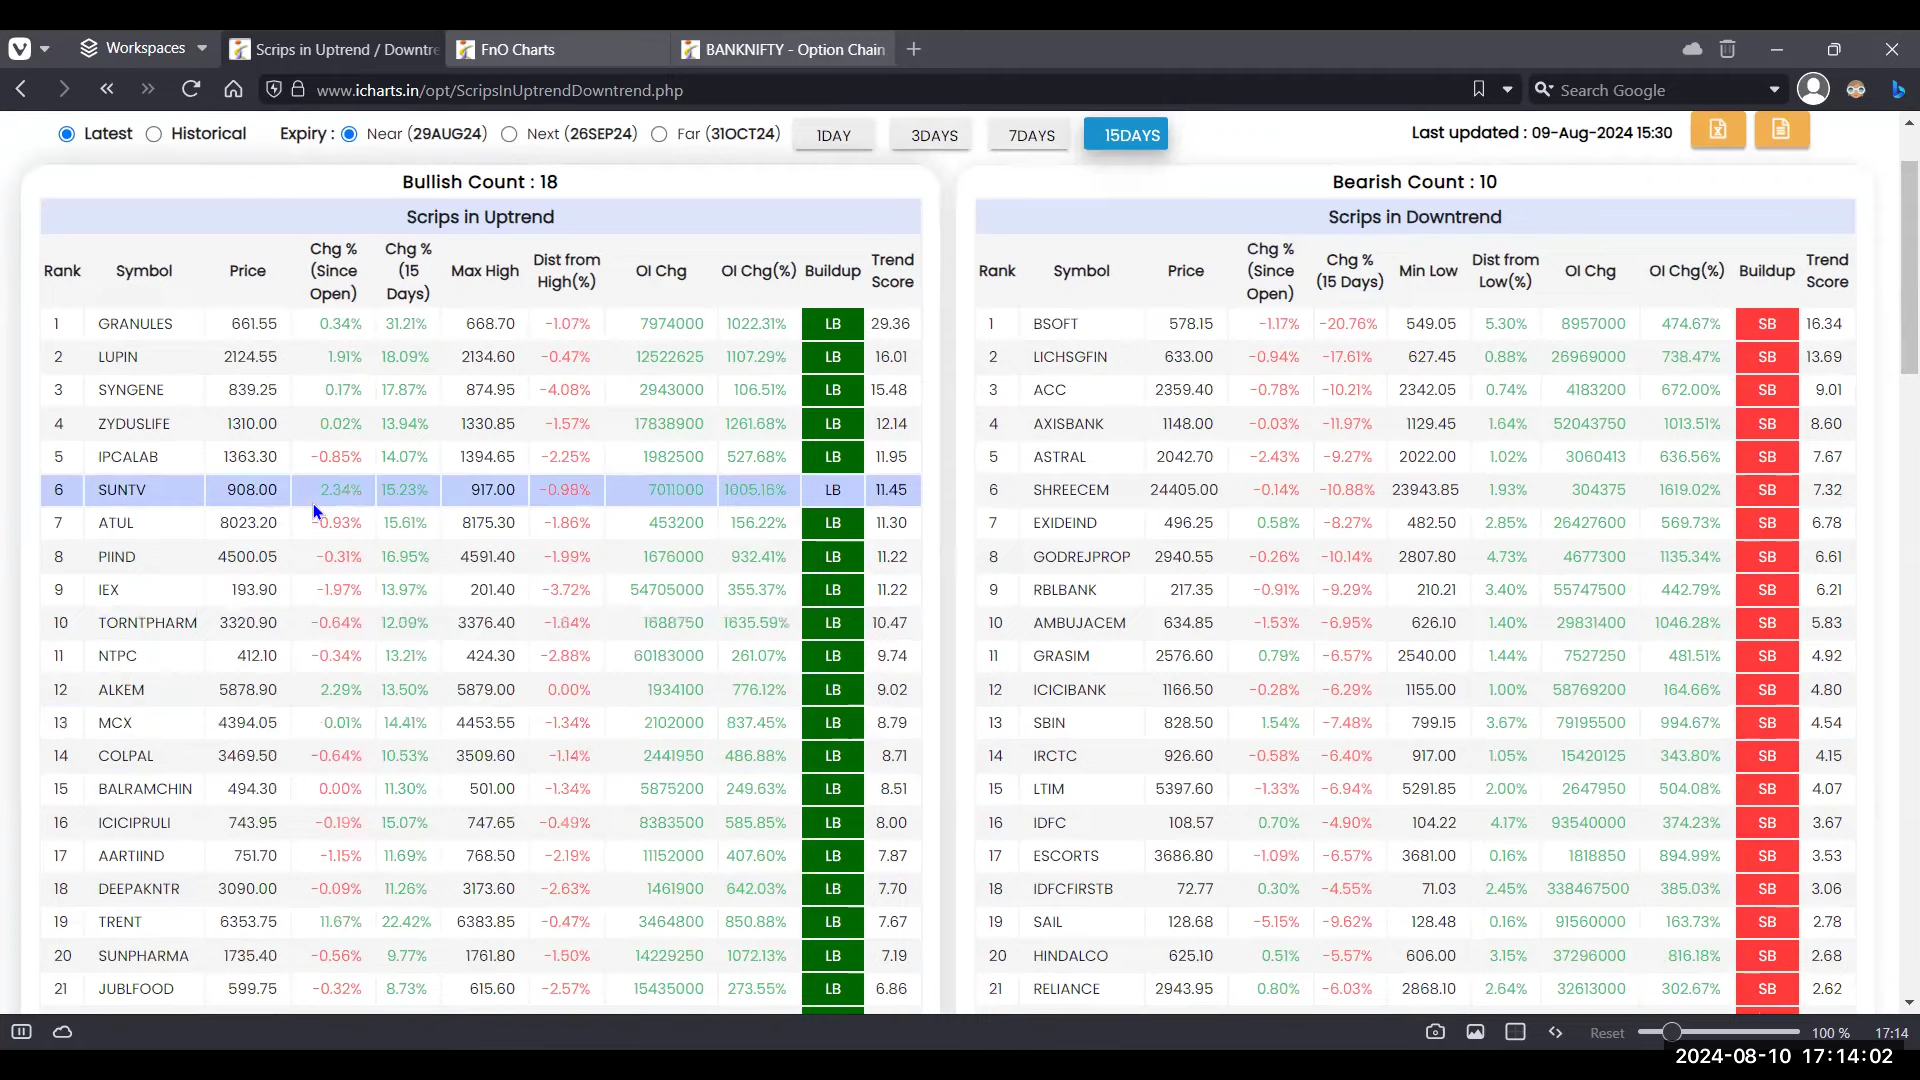 Workspaces
Scrips in Uptrend / Downtre
FnO Charts
BANKNIFTY - Option Chain
www.icharts.in/opt/ScripsInUptrendDowntrend.php
Search Google
Latest Historical Expiry : Near (29AUG24) Next (26SEP24) Far (31OCT24) 1DAY 3DAYS 7DAYS 15DAYS Last updated : 09-Aug-2024 15:30
Bullish Count : 18
Scrips in Uptrend
Rank Symbol Price Chg % (Since Open) Chg % (15 Days) Max High Dist from High(%) OI Chg OI Chg(%) Buildup Trend Score
1 GRANULES 661.55 0.34% 31.21% 668.70 -1.07% 7974000 1022.31% LB 29.36
2 LUPIN 2124.55 1.91% 18.09% 2134.60 -0.47% 12522625 1107.29% LB 16.01
3 SYNGENE 839.25 0.17% 17.87% 874.95 -4.08% 2943000 106.51% LB 15.48
4 ZYDUSLIFE 1310.00 0.02% 13.94% 1330.85 -1.57% 17838900 1261.68% LB 12.14
5 IPCALAB 1363.30 -0.85% 14.07% 1394.65 -2.25% 1982500 527.68% LB 11.95
6 SUNTV 908.00 2.34% 15.23% 917.00 -0.98% 7011000 1005.16% LB 11.45
7 ATUL 8023.20 -0.93% 15.61% 8175.30 -1.86% 453200 156.22% LB 11.30
8 PIIND 4500.05 -0.31% 16.95% 4591.40 -1.99% 1676000 932.41% LB 11.22
9 IEX 193.90 -1.97% 13.97% 201.40 -3.72% 54705000 355.37% LB 11.22
10 TORNTPHARM 3320.90 -0.64% 12.09% 3376.40 -1.64% 1688750 1635.59% LB 10.47
11 NTPC 412.10 -0.34% 13.21% 424.30 -2.88% 60183000 261.07% LB 9.74
12 ALKEM 5878.90 2.29% 13.50% 5879.00 0.00% 1934100 776.12% LB 9.02
13 MCX 4394.05 0.01% 14.41% 4453.55 -1.34% 2102000 837.45% LB 8.79
14 COLPAL 3469.50 -0.64% 10.53% 3509.60 -1.14% 2441950 486.88% LB 8.71
15 BALRAMCHIN 494.30 0.00% 11.30% 501.00 -1.34% 5875200 249.63% LB 8.51
16 ICICIPRULI 743.95 -0.19% 15.07% 747.65 -0.49% 8383500 585.85% LB 8.00
17 AARTIIND 751.70 -1.15% 11.69% 768.50 -2.19% 11152000 407.60% LB 7.87
18 DEEPAKNTR 3090.00 -0.09% 11.26% 3173.60 -2.63% 1461900 642.03% LB 7.70
19 TRENT 6353.75 11.67% 22.42% 6383.85 -0.47% 3464800 850.88% LB 7.67
20 SUNPHARMA 1735.40 -0.56% 9.77% 1761.80 -1.50% 14229250 1072.13% LB 7.19
21 JUBLFOOD 599.75 -0.32% 8.73% 615.60 -2.57% 15435000 273.55% LB 6.86
Bearish Count : 10
Scrips in Downtrend
Rank Symbol Price Chg % (Since Open) Chg % (15 Days) Min Low Dist from Low(%) OI Chg OI Chg(%) Buildup Trend Score
1 BSOFT 578.15 -1.17% -20.76% 549.05 5.30% 8957000 474.67% SB 16.34
2 LICHSGFIN 633.00 -0.94% -17.61% 627.45 0.88% 26969000 738.47% SB 13.69
3 ACC 2359.40 -0.78% -10.21% 2342.05 0.74% 4183200 672.00% SB 9.01
4 AXISBANK 1148.00 -0.03% -11.97% 1129.45 1.64% 52043750 1013.51% SB 8.60
5 ASTRAL 2042.70 -2.43% -9.27% 2022.00 1.02% 3060413 636.56% SB 7.67
6 SHREECEM 24405.00 -0.14% -10.88% 23943.85 1.93% 304375 1619.02% SB 7.32
7 EXIDEIND 496.25 0.58% -8.27% 482.50 2.85% 26427600 569.73% SB 6.78
8 GODREJPROP 2940.55 -0.26% -10.14% 2807.80 4.73% 4677300 1135.34% SB 6.61
9 RBLBANK 217.35 -0.91% -9.29% 210.21 3.40% 55747500 442.79% SB 6.21
10 AMBUJACEM 634.85 -1.53% -6.95% 626.10 1.40% 29831400 1046.28% SB 5.83
11 GRASIM 2576.60 0.79% -6.57% 2540.00 1.44% 7527250 481.51% SB 4.92
12 ICICIBANK 1166.50 -0.28% -6.29% 1155.00 1.00% 58769200 164.66% SB 4.80
13 SBIN 828.50 1.54% -7.48% 799.15 3.67% 79195500 994.67% SB 4.54
14 IRCTC 926.60 -0.58% -6.40% 917.00 1.05% 15420125 343.80% SB 4.15
15 LTIM 5397.60 -1.33% -6.94% 5291.85 2.00% 2647950 504.08% SB 4.07
16 IDFC 108.57 0.70% -4.90% 104.22 4.17% 93540000 374.23% SB 3.67
17 ESCORTS 3686.80 -1.09% -6.57% 3681.00 0.16% 1818850 894.99% SB 3.53
18 IDFCFIRSTB 72.77 0.30% -4.55% 71.03 2.45% 338467500 385.03% SB 3.06
19 SAIL 128.68 -5.15% -9.62% 128.48 0.16% 91560000 163.73% SB 2.78
20 HINDALCO 625.10 0.51% -5.57% 606.00 3.15% 37296000 816.18% SB 2.68
21 RELIANCE 2943.95 0.80% -6.03% 2868.10 2.64% 32613000 302.67% SB 2.62
Reset 100 % 17:14
2024-08-10 17:14:02